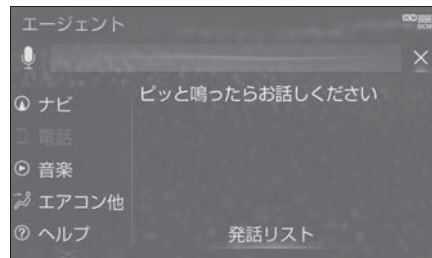 エージェント
DCM
ピッと鳴ったらお話しください
ナビ
電話
音楽
エアコン他
ヘルプ
発話リスト